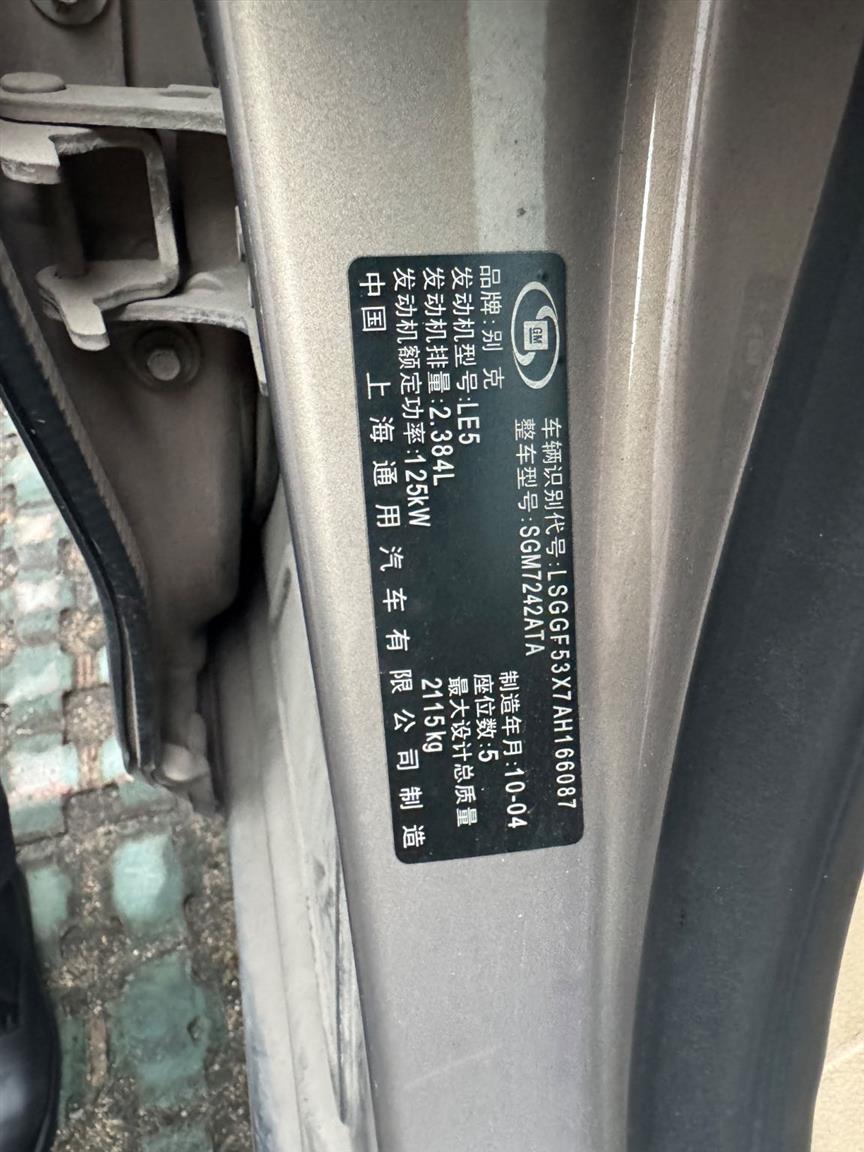 GM
车辆识别代号:LSGGF53X7AH166087
整车型号:SGM7242ATA
品牌:别克
制造年月:10-04
发动机型号:LE5
座位数:5
发动机排量:2.384L
最大设计总质量
发动机额定功率:125kW
2115kg
中国 上海通用汽车有限公司制造